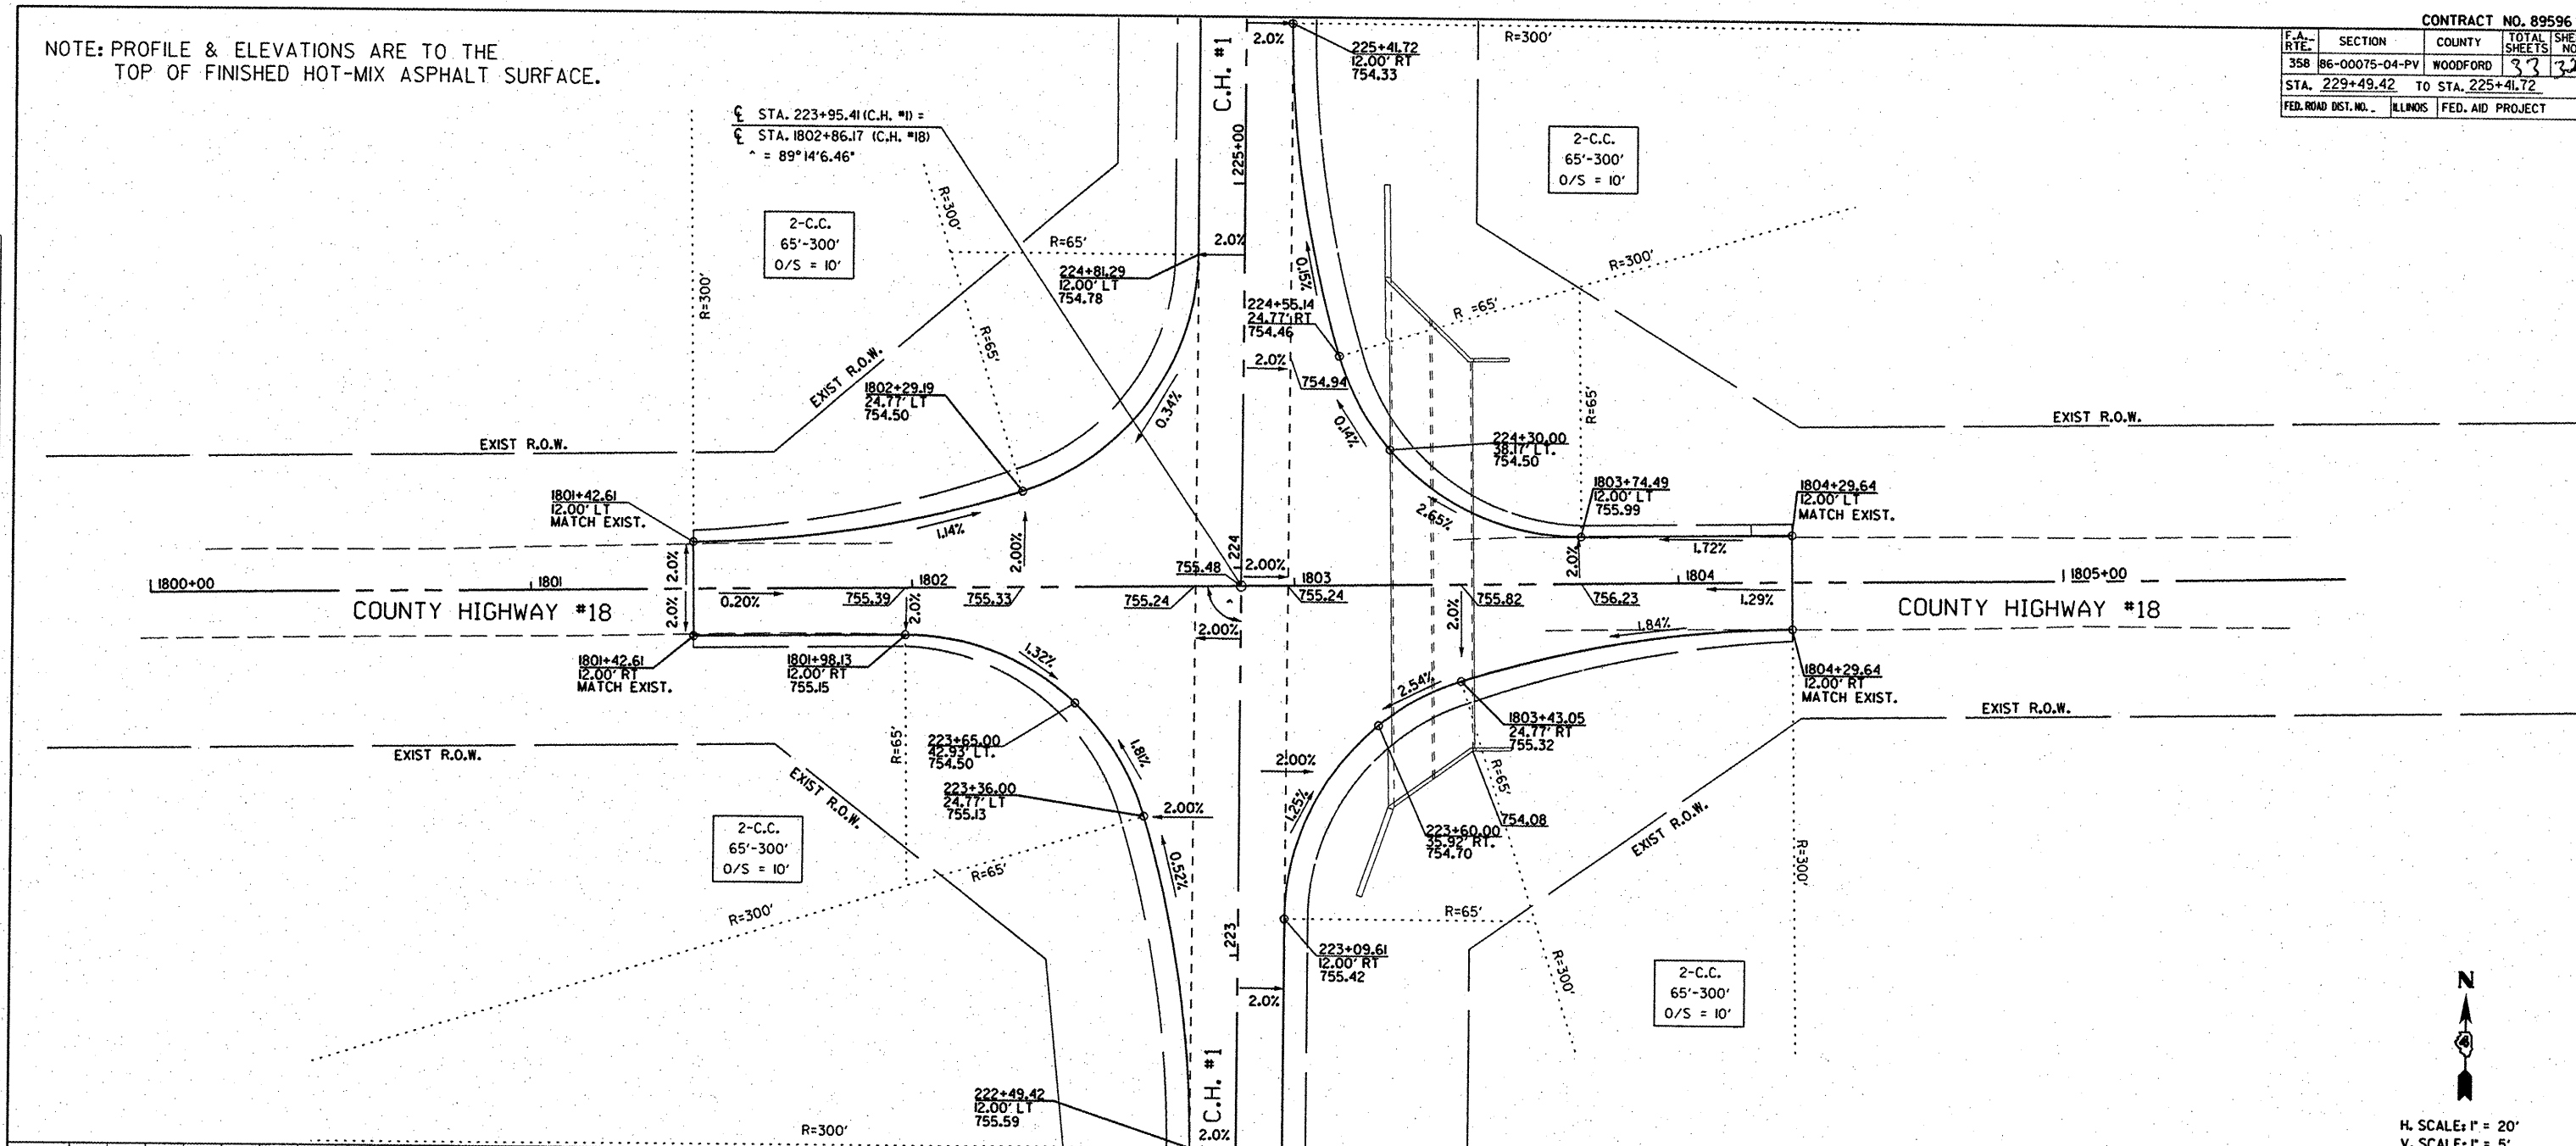 CONTRACT NO. 89596
F.A. RTE. SECTION COUNTY TOTAL SHEETS
358 86-00075-04-PV WOODFORD 33
STA. 229+49.42 TO STA. 225+41.72
FED. ROAD DIST. NO. _ ILLINOIS FED. AID PROJECT
NOTE: PROFILE & ELEVATIONS ARE TO THE
TOP OF FINISHED HOT-MIX ASPHALT SURFACE.
℄ STA. 223+95.41 (C.H. #1) =
℄ STA. 1802+86.17 (C.H. #18)
^ = 89°14'6.46"
C.H. #1
2.0%
225+41.72
12.00' RT
754.33
R=300'
225+00
2-C.C.
65'-300'
O/S = 10'
2-C.C.
65'-300'
O/S = 10'
R=300'
R=300'
R=65'
R=65'
2.0%
224+81.29
12.00' LT
754.78
0.15%
R=300'
R =65'
R=65'
224+55.14
24.77' RT
754.46
2.0%
754.94
EXIST R.O.W.
0.34%
0.14%
1802+29.19
24.77' LT
754.50
EXIST R.O.W.
EXIST R.O.W.
224+30.00
38.17' LT.
754.50
1801+42.61
12.00' LT
MATCH EXIST.
1.14%
2.00%
2.65%
1803+74.49
12.00' LT
755.99
1804+29.64
12.00' LT
MATCH EXIST.
1.72%
2.0%
2.0%
2.0%
224
755.48
2.00%
1800+00
1801
1802
1803
1804
1805+00
0.20%
755.39
2.0%
755.33
755.24
^
755.24
755.82
756.23
1.29%
COUNTY HIGHWAY #18
COUNTY HIGHWAY #18
2.00%
2.0%
1.84%
1801+42.61
12.00' RT
MATCH EXIST.
1801+98.13
12.00' RT
755.15
1.32%
2.54%
1804+29.64
12.00' RT
MATCH EXIST.
EXIST R.O.W.
EXIST R.O.W.
R=65'
223+65.00
42.93' LT.
754.50
1.81%
2.00%
1803+43.05
24.77' RT
755.32
EXIST R.O.W.
223+36.00
24.77' LT
755.13
2.00%
1.25%
R=65'
754.08
223+60.00
35.92' RT.
754.70
EXIST R.O.W.
2-C.C.
65'-300'
O/S = 10'
R=65'
0.52%
R=300'
R=300'
R=65'
223
223+09.61
12.00' RT
755.42
R=300'
2-C.C.
65'-300'
O/S = 10'
2.0%
N
C.H. #1
222+49.42
12.00' LT
755.59
R=300'
2.0%
H. SCALE: 1" = 20'
V. SCALE: 1" = 5'